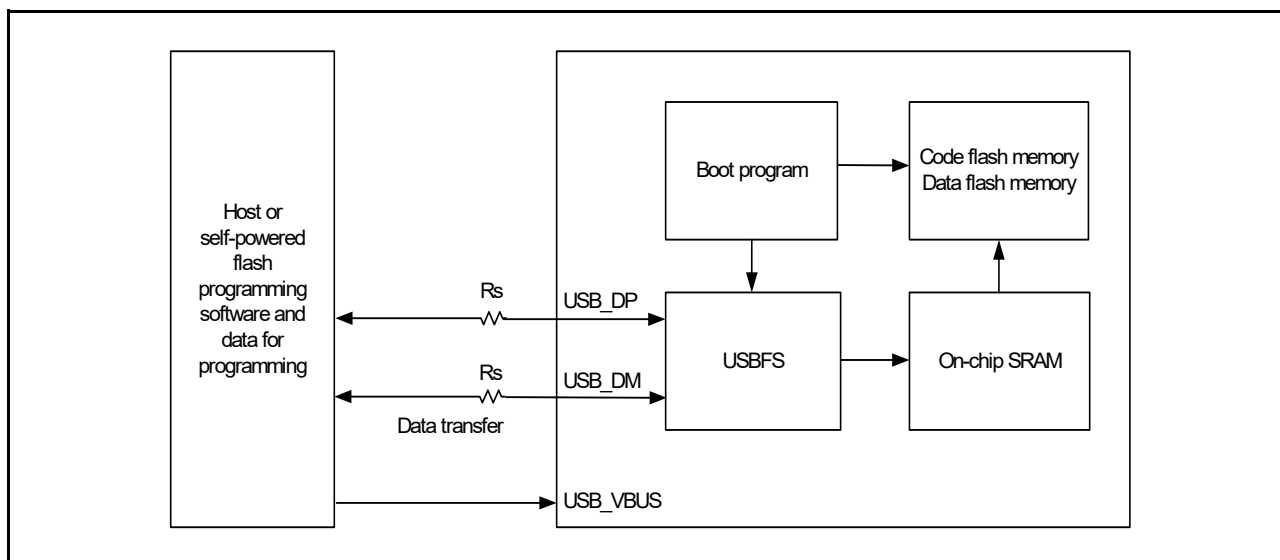 Host or
self-powered
flash
programming
software and
data for
programming
Rs
USB_DP
Rs
USB_DM
Data transfer
USB_VBUS
Boot program
Code flash memory
Data flash memory
USBFS
On-chip SRAM